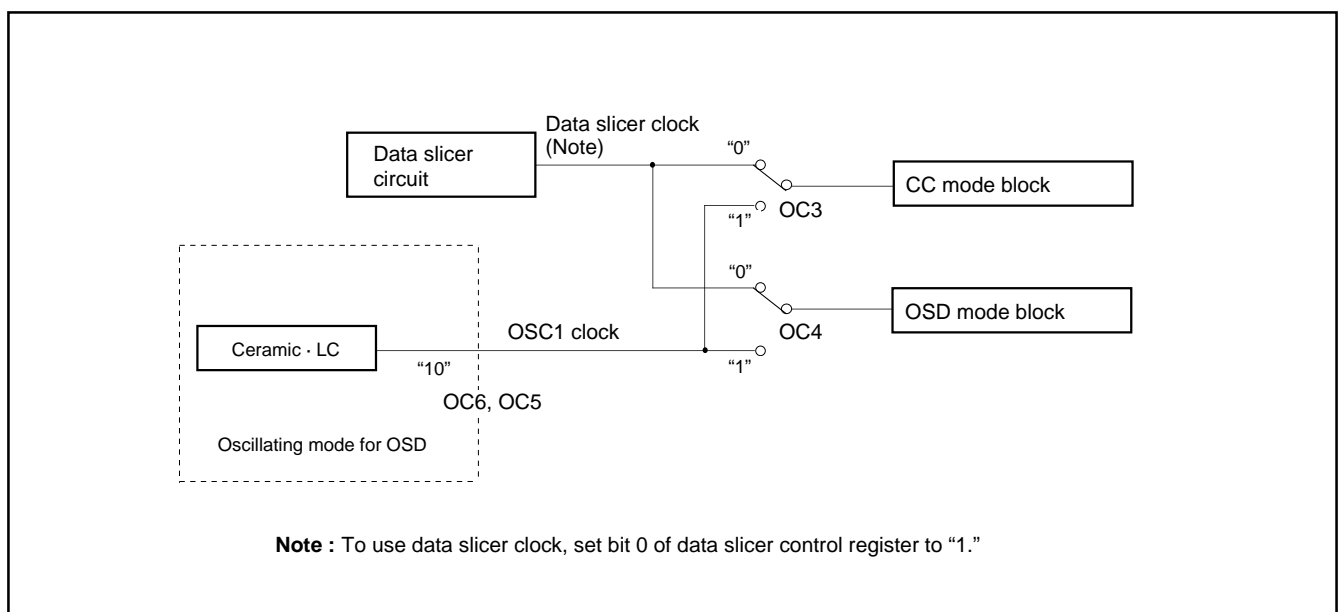 Data slicer clock
(Note)
Data slicer
circuit
“0”
CC mode block
“1”
OC3
“0”
OSD mode block
OC4
OSC1 clock
Ceramic · LC
“10”
“1”
OC6, OC5
Oscillating mode for OSD
Note : To use data slicer clock, set bit 0 of data slicer control register to “1.”